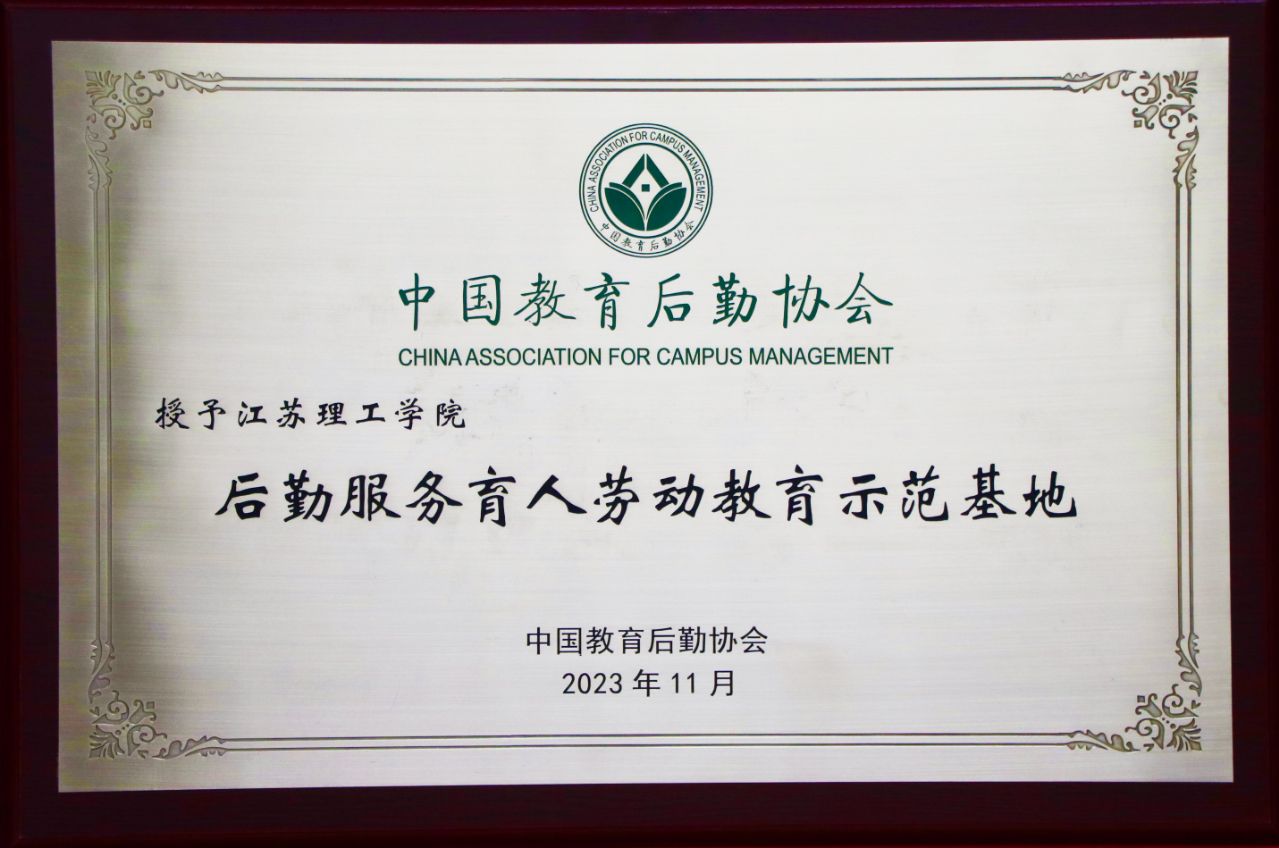 CHINA ASSOCIATION FOR CAMPUS MANAGEMENT
中国教育后勤协会
中国教育后勤协会
CHINA ASSOCIATION FOR CAMPUS MANAGEMENT
授予江苏理工学院
后勤服务育人劳动教育示范基地
中国教育后勤协会
2023年11月